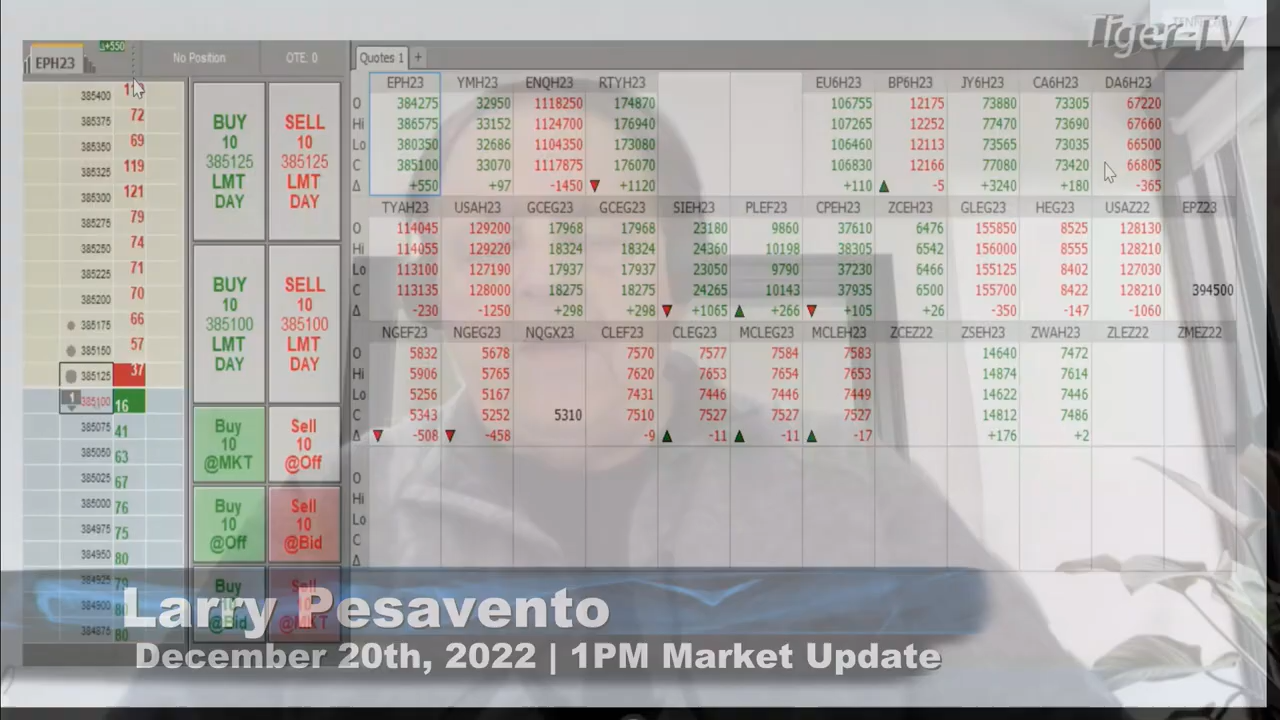 Tiger-TV
+550
EPH23
No Position
OTE: 0
Quotes 1 +
EPH23 YMH23 ENQH23 RTYH23 EU6H23 BP6H23 JY6H23 CA6H23 DA6H23
O 384275 32950 1118250 174870 106755 12175 73880 73305 67220
Hi 386575 33152 1124700 176940 107265 12252 77470 73690 67660
Lo 380350 32686 1104350 173080 106460 12113 73565 73035 66500
C 385100 33070 1117875 176070 106830 12166 77080 73420 66805
Δ +550 +97 -1450 +1120 +110 -5 +3240 +180 -365
TYAH23 USAH23 GCEG23 GCEG23 SIEH23 PLEF23 CPEH23 ZCEH23 GLEG23 HEG23 USAZ22 EPZ23
O 114045 129200 17968 17968 23180 9860 37610 6476 155850 8525 128130
Hi 114055 129220 18324 18324 24360 10198 38305 6542 156000 8555 128210
Lo 113100 127190 17937 17937 23050 9790 37230 6466 155125 8402 127030
C 113135 128000 18275 18275 24265 10143 37935 6500 155700 8422 128210 394500
Δ -230 -1250 +298 +298 +1065 +266 +105 +26 -350 -147 -1060
NGEF23 NGEG23 NQGX23 CLEF23 CLEG23 MCLEG23 MCLEH23 ZCEZ22 ZSEH23 ZWAH23 ZLEZ22 ZMEZ22
O 5832 5678 7570 7577 7584 7583 14640 7472
Hi 5906 5765 7620 7653 7654 7653 14874 7614
Lo 5256 5167 7431 7446 7446 7449 14622 7446
C 5343 5252 5310 7510 7527 7527 7527 14812 7486
Δ -508 -458 -9 -11 -11 -17 +176 +2
O
Hi
Lo
C
Δ
385400
385375 72
385350 69
385325 119
385300 121
385275 79
385250 74
385225 71
385200 70
385175 66
385150 57
385125 37
1 385100 16
385075 41
385050 63
385025 67
385000 76
384975 75
384950 80
384925 79
384900 80
384875 80
BUY SELL
10 10
385125 385125
LMT LMT
DAY DAY
BUY SELL
10 10
385100 385100
LMT LMT
DAY DAY
Buy Sell
10 10
@MKT @Off
Buy Sell
10 10
@Off @Bid
Buy Sell
10 10
@Bid @MKT
Larry Pesavento
December 20th, 2022 | 1PM Market Update